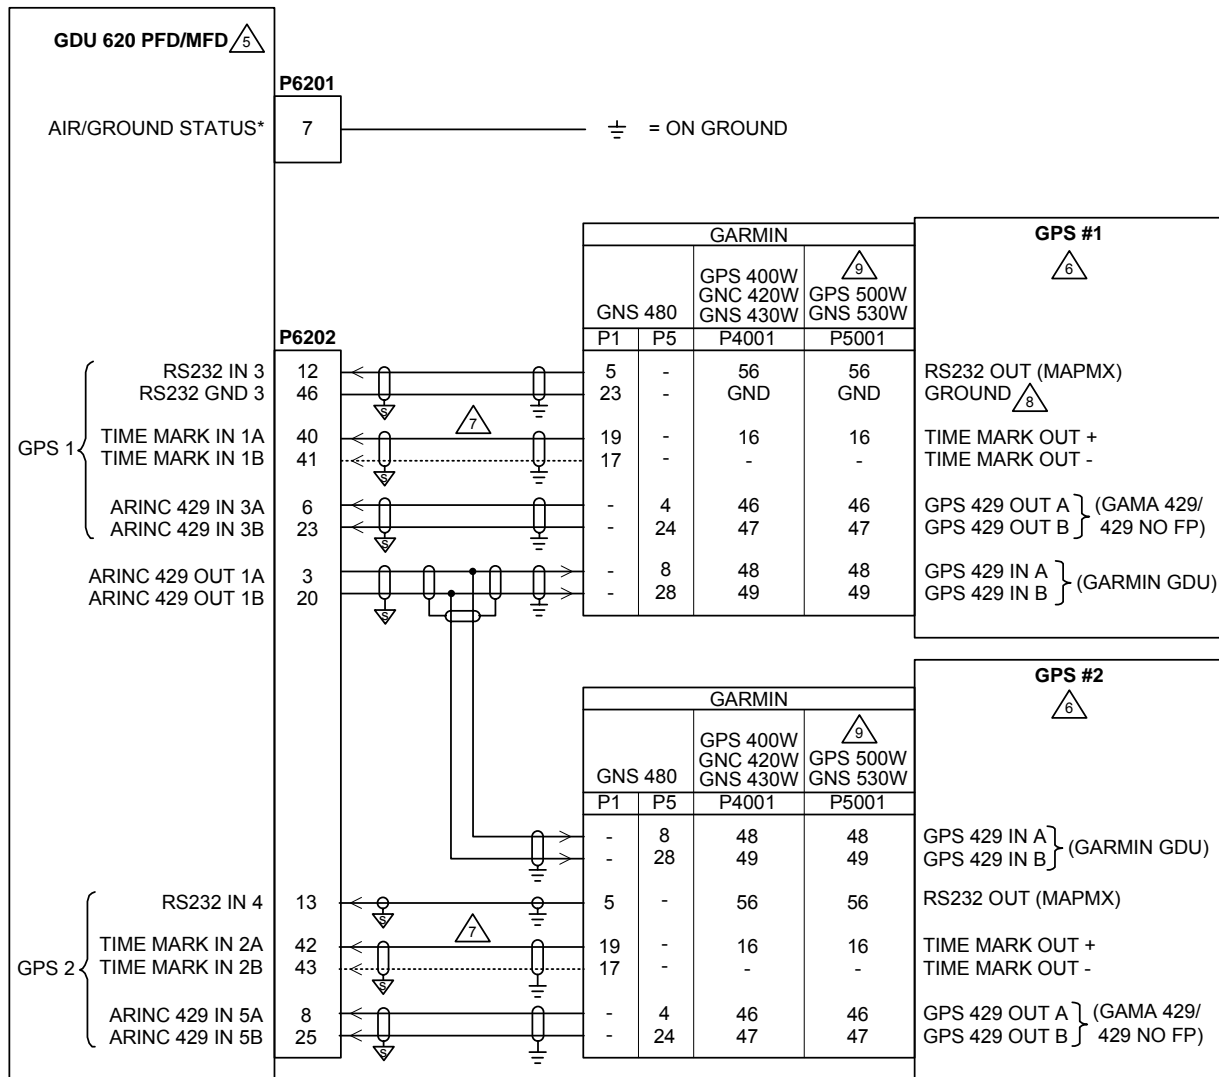 GDU 620 PFD/MFD 5
P6201
AIR/GROUND STATUS* 7 = ON GROUND
GARMIN GPS #1
6
GNS 480 GPS 400W GNC 420W GNS 430W 9 GPS 500W GNS 530W
P6202 P1 P5 P4001 P5001
GPS 1
RS232 IN 3 12 S 5 - 56 56 RS232 OUT (MAPMX)
RS232 GND 3 46 23 - GND GND GROUND 8
7
TIME MARK IN 1A 40 S 19 - 16 16 TIME MARK OUT +
TIME MARK IN 1B 41 17 - - - TIME MARK OUT -
ARINC 429 IN 3A 6 S - 4 46 46 GPS 429 OUT A (GAMA 429/
ARINC 429 IN 3B 23 - 24 47 47 GPS 429 OUT B 429 NO FP)
ARINC 429 OUT 1A 3 S - 8 48 48 GPS 429 IN A (GARMIN GDU)
ARINC 429 OUT 1B 20 - 28 49 49 GPS 429 IN B
GARMIN GPS #2
6
GNS 480 GPS 400W GNC 420W GNS 430W 9 GPS 500W GNS 530W
P1 P5 P4001 P5001
- 8 48 48 GPS 429 IN A (GARMIN GDU)
- 28 49 49 GPS 429 IN B
GPS 2
RS232 IN 4 13 S 5 - 56 56 RS232 OUT (MAPMX)
7
TIME MARK IN 2A 42 S 19 - 16 16 TIME MARK OUT +
TIME MARK IN 2B 43 17 - - - TIME MARK OUT -
ARINC 429 IN 5A 8 S - 4 46 46 GPS 429 OUT A (GAMA 429/
ARINC 429 IN 5B 25 - 24 47 47 GPS 429 OUT B 429 NO FP)